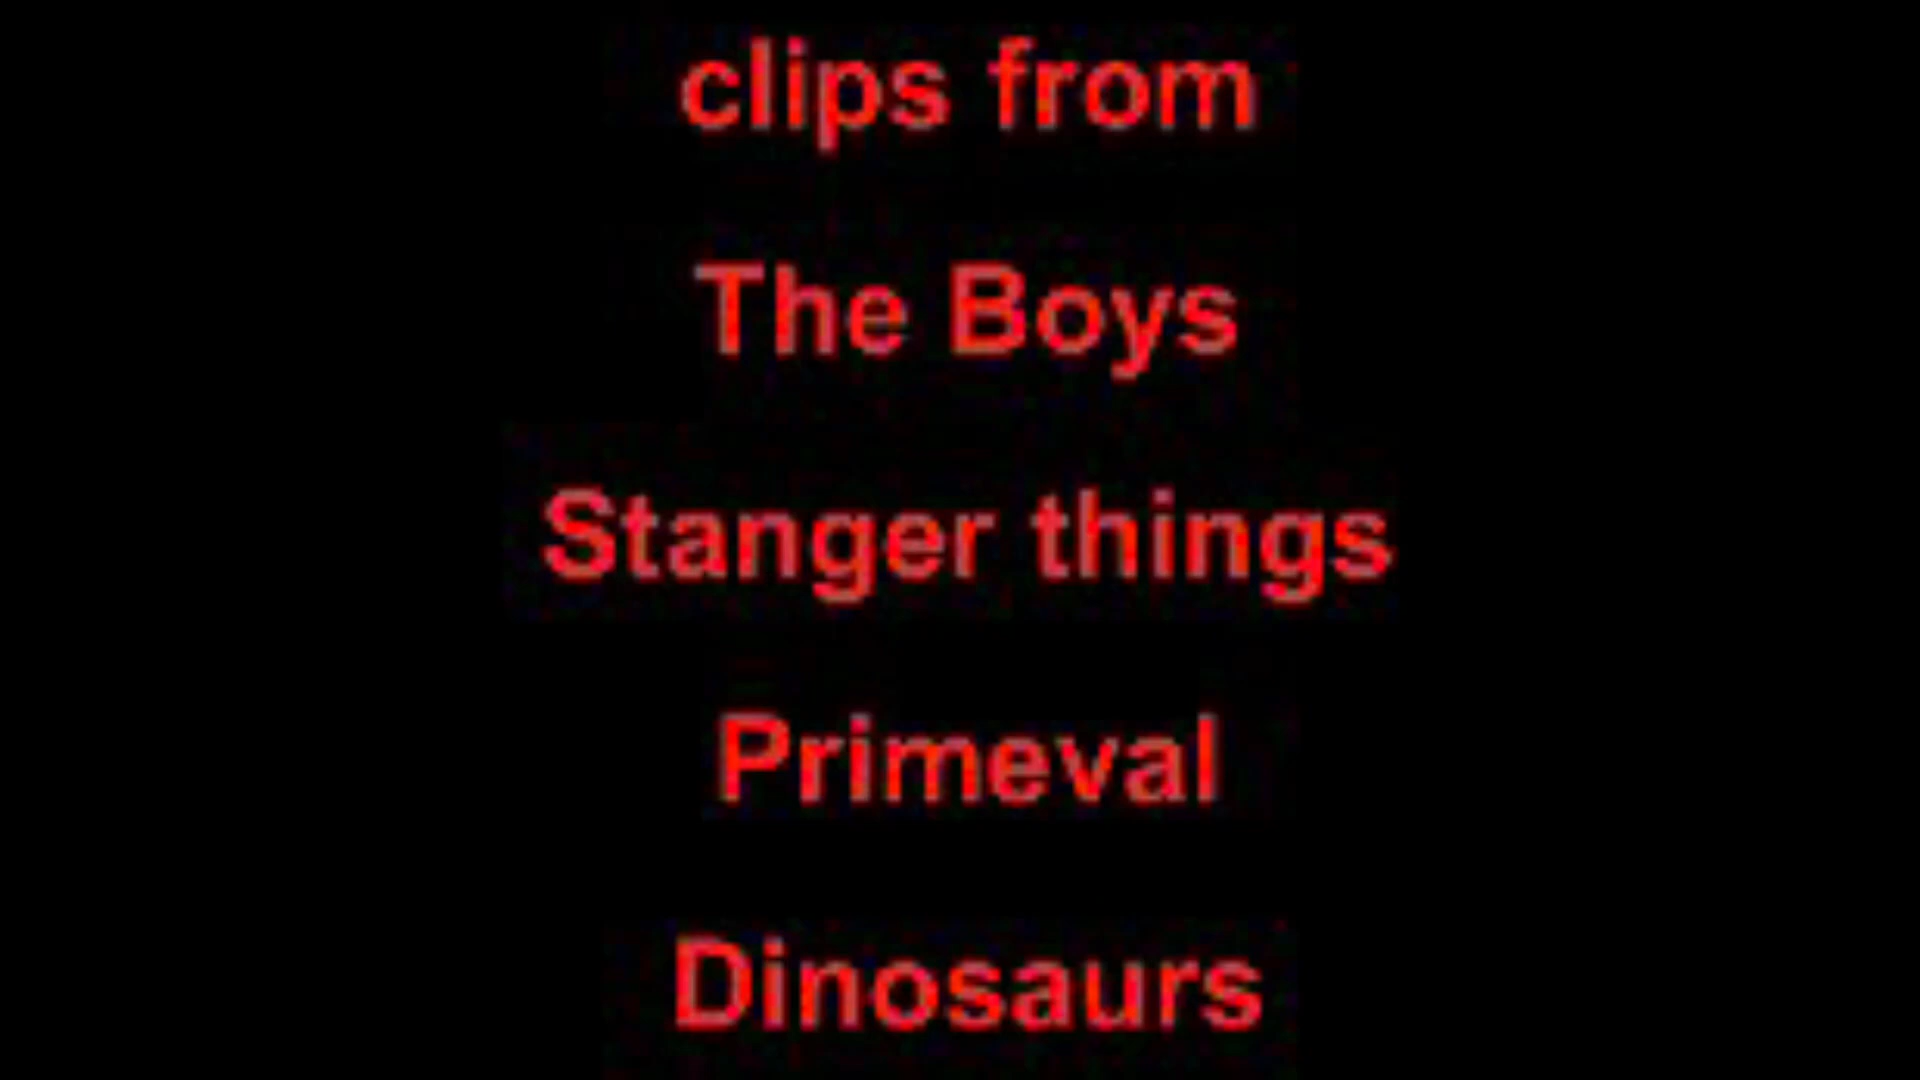 clips from
The Boys
Stanger things
Primeval
Dinosaurs